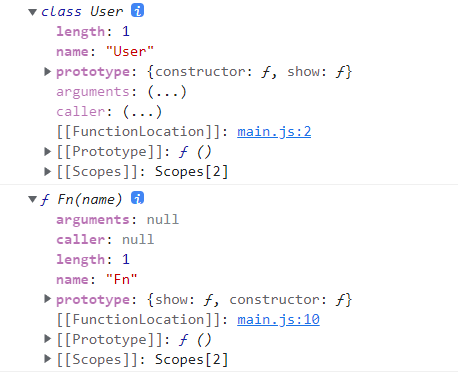 ▼ class User i
length: 1
name: "User"
▶ prototype: {constructor: ƒ, show: ƒ}
arguments: (...)
caller: (...)
[[FunctionLocation]]: main.js:2
▶ [[Prototype]]: ƒ ()
▶ [[Scopes]]: Scopes[2]
▼ ƒ Fn(name) i
arguments: null
caller: null
length: 1
name: "Fn"
▶ prototype: {show: ƒ, constructor: ƒ}
[[FunctionLocation]]: main.js:10
▶ [[Prototype]]: ƒ ()
▶ [[Scopes]]: Scopes[2]